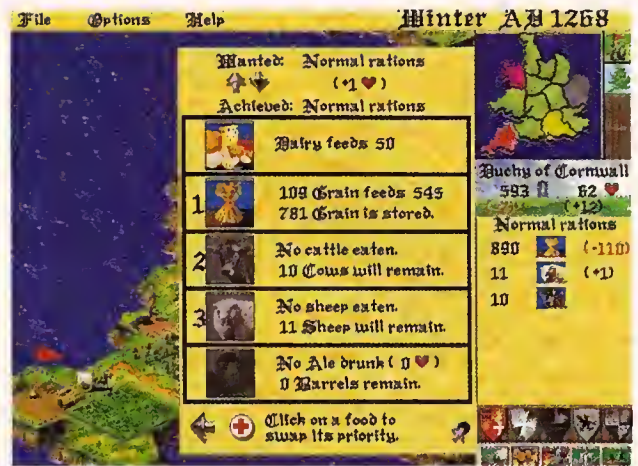 File Options Help Winter AD 1268
Wanted: Normal rations
(+1)
Achieved: Normal rations
Dairy feeds 50
1 109 Grain feeds 545
781 Grain is stored.
2 No cattle eaten.
10 Cows will remain.
3 No sheep eaten.
11 Sheep will remain.
No Ale drunk ( 0 )
0 Barrels remain.
Click on a food to
swap its priority.
Duchy of Cornwall
593 62
(+12)
Normal rations
890 (-110)
11 (+1)
10